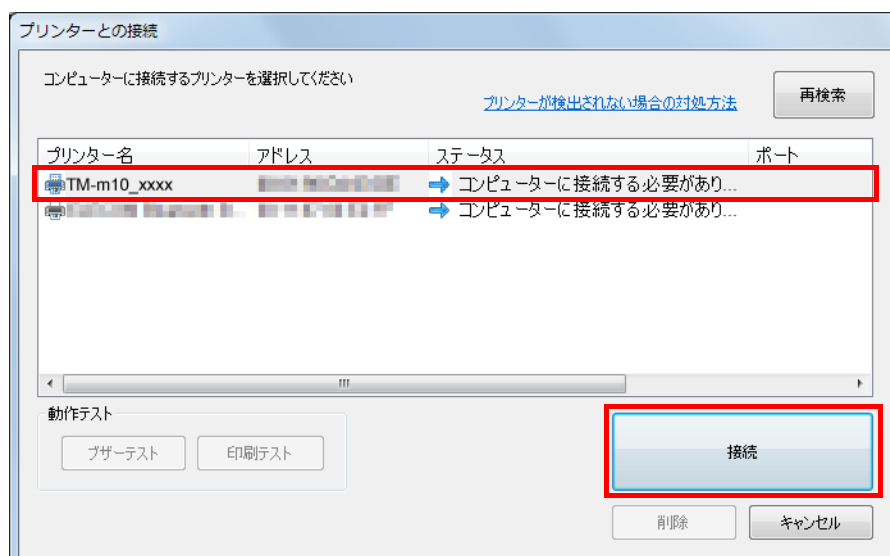 プリンターとの接続
コンピューターに接続するプリンターを選択してください
プリンターが検出されない場合の対処方法
再検索
プリンター名 アドレス ステータス ポート
TM-m10_xxxx コンピューターに接続する必要があり...
コンピューターに接続する必要があり...
動作テスト
ブザーテスト 印刷テスト
接続
削除 キャンセル